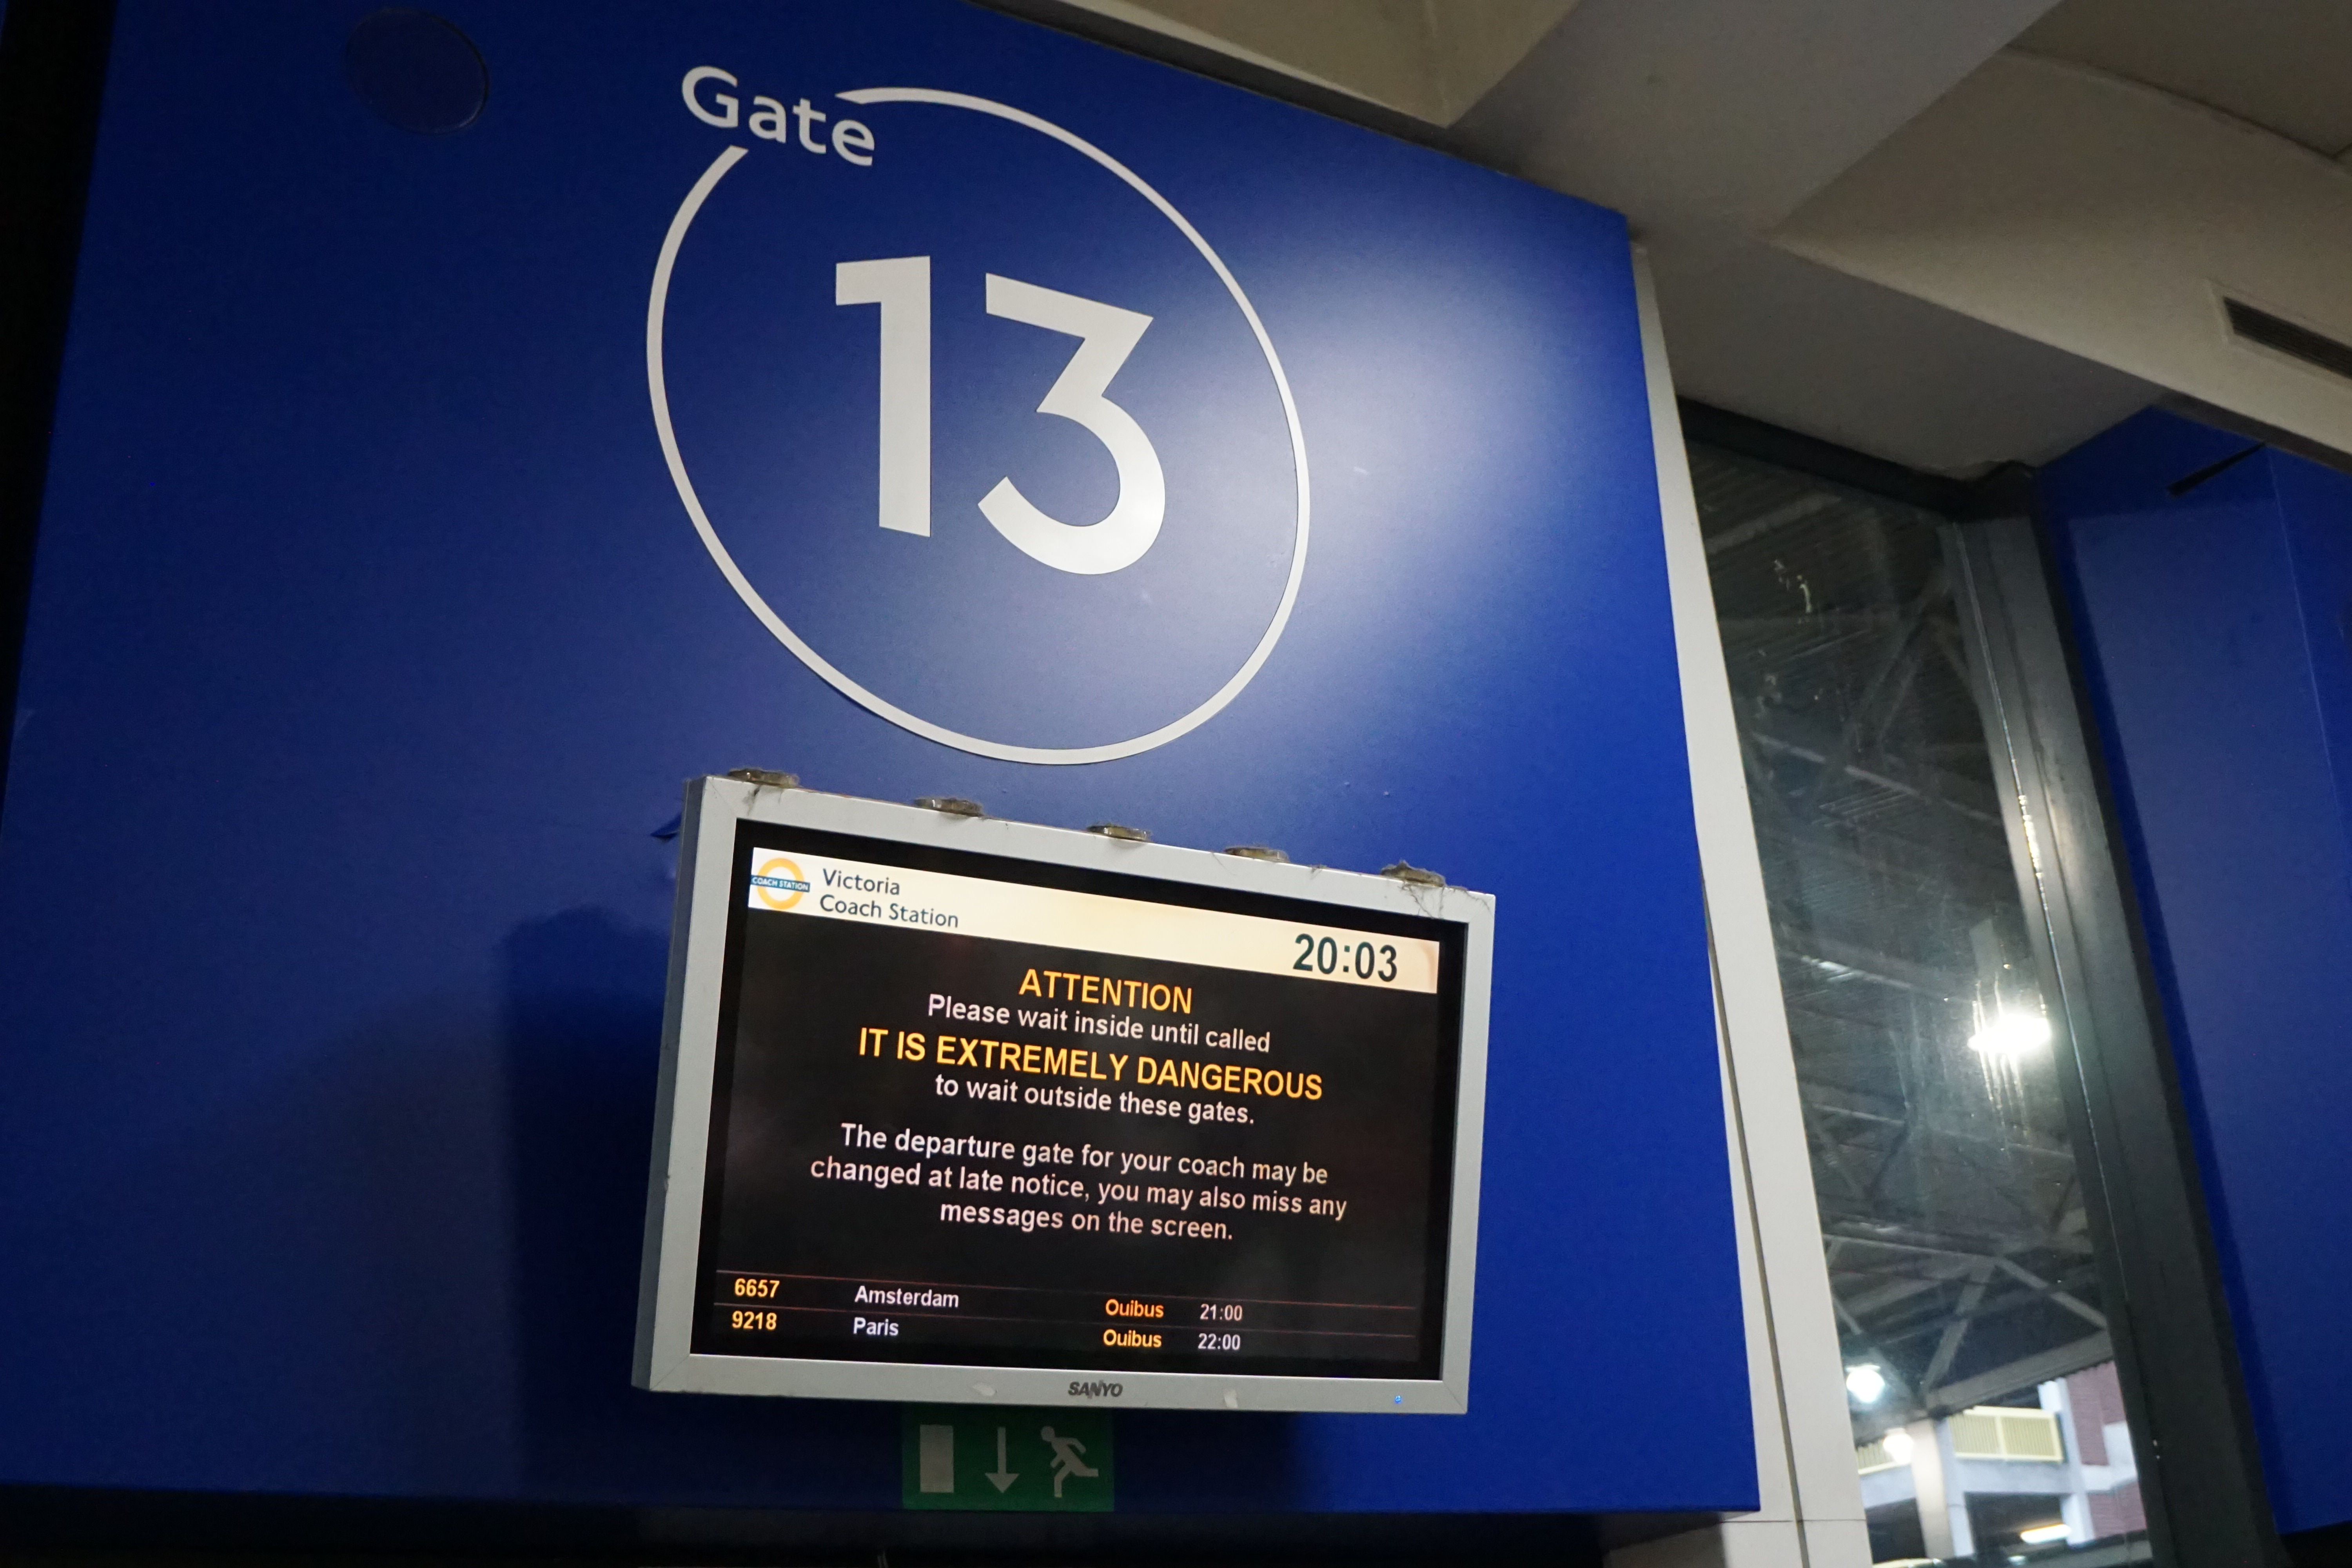 Gate
13
COACH STATION
Victoria
Coach Station
20:03
ATTENTION
Please wait inside until called
IT IS EXTREMELY DANGEROUS
to wait outside these gates.
The departure gate for your coach may be
changed at late notice, you may also miss any
messages on the screen.
6657 Amsterdam Ouibus 21:00
9218 Paris Ouibus 22:00
SANYO